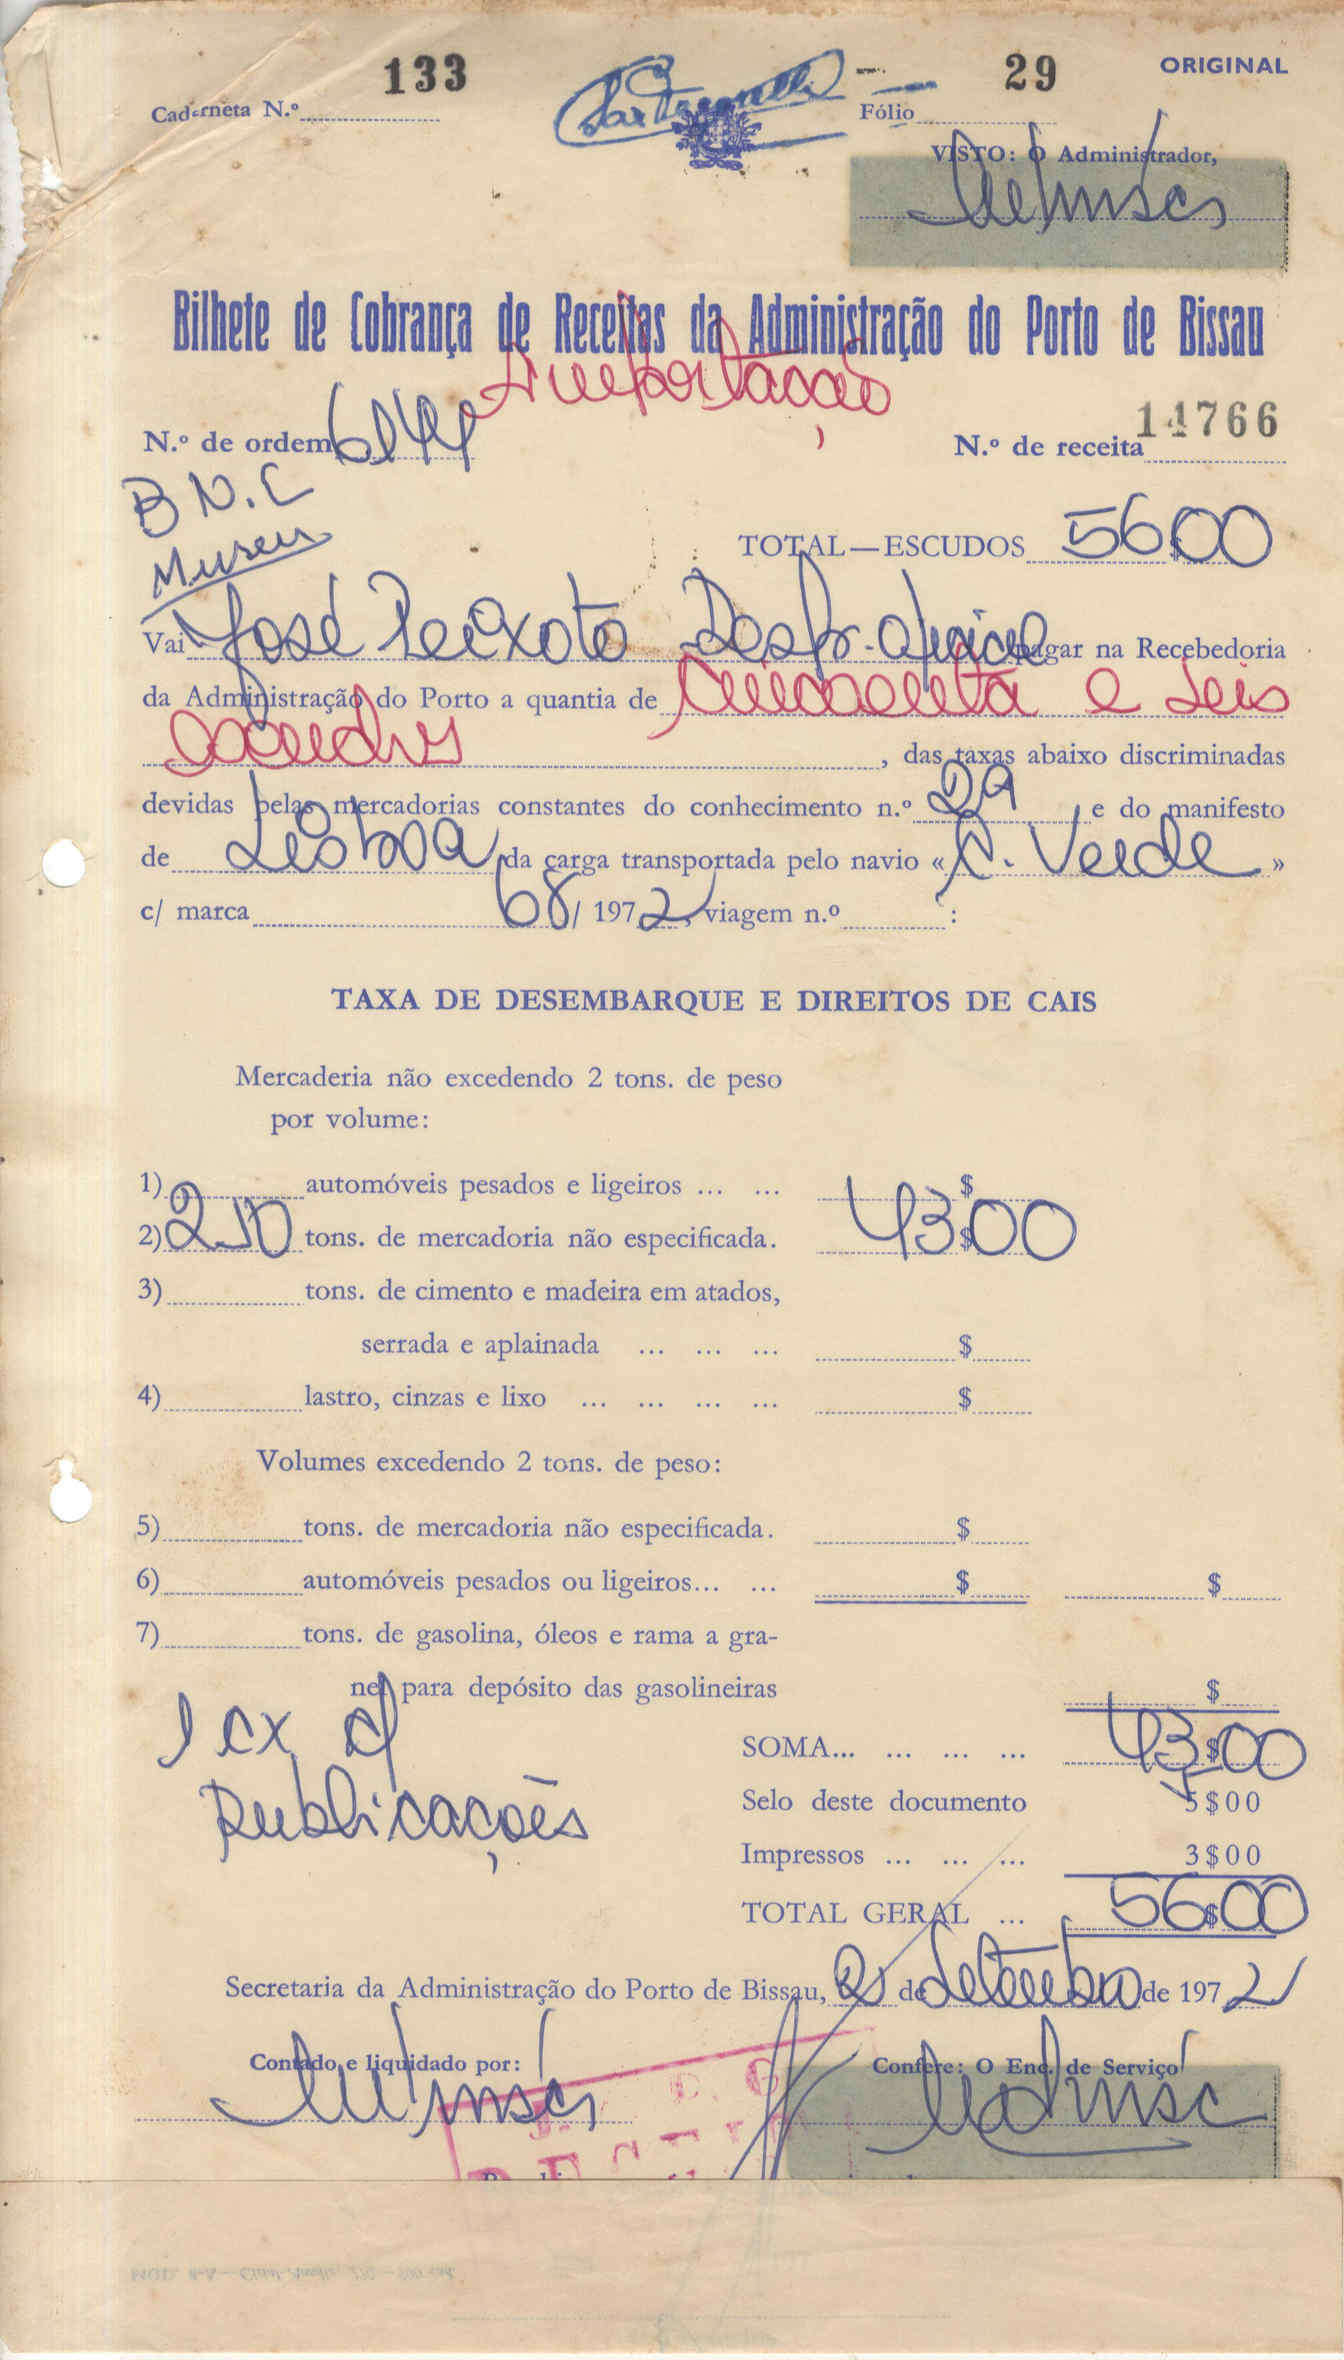 133 29 ORIGINAL
Caderneta N.º Fólio
VISTO: O Administrador,
Bilhete de Cobrança de Receitas da Administração do Porto de Bissau
Importação
N.º de ordem N.º de receita 14766
B N. C
Museu
TOTAL—ESCUDOS 56$00
Vai José Peixoto Desp. Oficial pagar na Recebedoria
da Administração do Porto a quantia de cincoenta e seis
escudos , das taxas abaixo discriminadas
devidas pelas mercadorias constantes do conhecimento n.º 29 e do manifesto
de Lisboa da carga transportada pelo navio « C. Verde »
c/ marca 68/ 1972, viagem n.º :
TAXA DE DESEMBARQUE E DIREITOS DE CAIS
Mercaderia não excedendo 2 tons. de peso
por volume:
1) automóveis pesados e ligeiros ... ... $
2) tons. de mercadoria não especificada. 43$00
3) tons. de cimento e madeira em atados,
serrada e aplainada ... ... ... $
4) lastro, cinzas e lixo ... ... ... ... $
Volumes excedendo 2 tons. de peso:
5) tons. de mercadoria não especificada. $
6) automóveis pesados ou ligeiros... ... $ $
7) tons. de gasolina, óleos e rama a gra-
nel para depósito das gasolineiras $
1 cx c/
publicações
SOMA... ... ... ... 43$00
Selo deste documento 5$00
Impressos ... ... ... 3$00
TOTAL GERAL ... 56$00
Secretaria da Administração do Porto de Bissau, de Setembro de 1972
Contado e liquidado por: Confere: O Enc. de Serviço